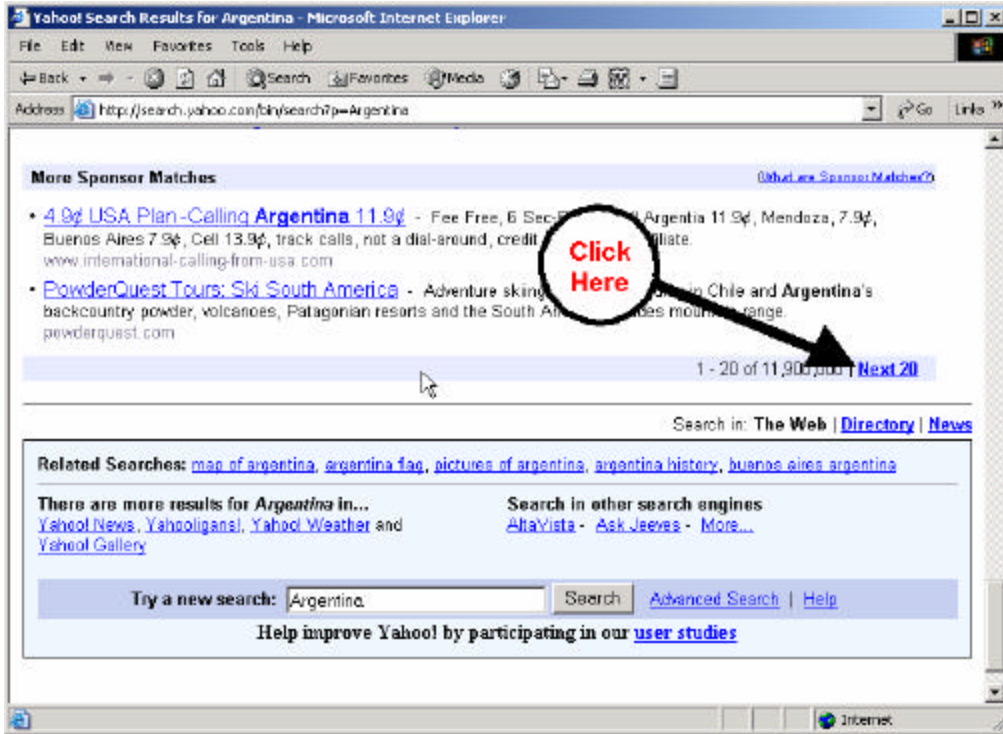 Yahoo! Search Results for Argentina - Microsoft Internet Explorer
File Edit View Favorites Tools Help
Back Search Favorites Media
Address http://search.yahoo.com/bin/search?p=Argentina Go Links »
More Sponsor Matches (What are Sponsor Matches?)
• 4.9¢ USA Plan-Calling Argentina 11.9¢ - Fee Free, 6 Sec- Argentia 11.9¢, Mendoza, 7.9¢,
Buenos Aires 7.9¢, Cell 13.9¢, track calls, not a dial-around, credit iliate.
www.international-calling-from-usa.com
Click
Here
• PowderQuest Tours: Ski South America - Adventure skiing in Chile and Argentina's
backcountry powder, volcanoes, Patagonian resorts and the South An des mountain range.
powderquest.com
1 - 20 of 11,900,000 | Next 20
Search in: The Web | Directory | News
Related Searches: map of argentina, argentina flag, pictures of argentina, argentina history, buenos aires argentina
There are more results for Argentina in...
Yahoo! News, Yahooligans!, Yahoo! Weather and
Yahoo! Gallery
Search in other search engines
AltaVista - Ask Jeeves - More...
Try a new search: Argentina Search Advanced Search | Help
Help improve Yahoo! by participating in our user studies
Internet